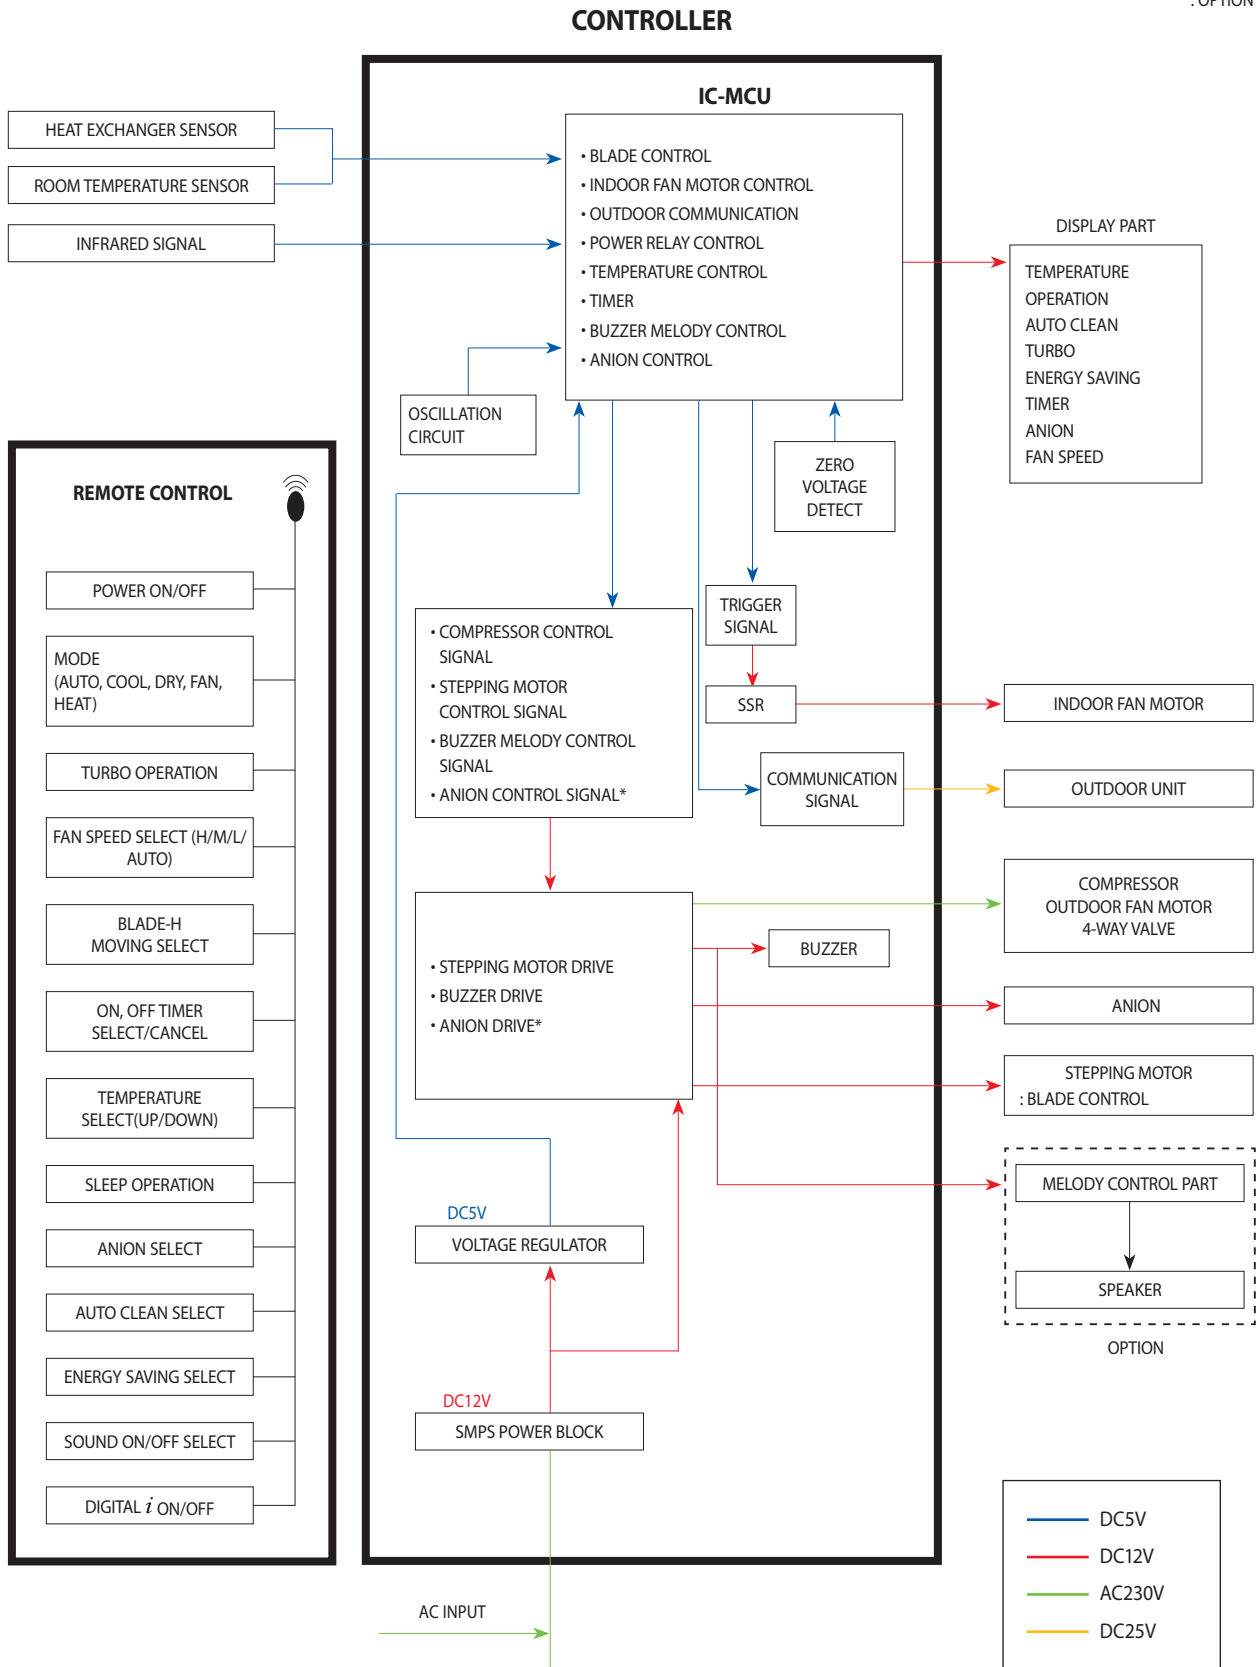 : OPTION
CONTROLLER
IC-MCU
HEAT EXCHANGER SENSOR
ROOM TEMPERATURE SENSOR
INFRARED SIGNAL
• BLADE CONTROL
• INDOOR FAN MOTOR CONTROL
• OUTDOOR COMMUNICATION
• POWER RELAY CONTROL
• TEMPERATURE CONTROL
• TIMER
• BUZZER MELODY CONTROL
• ANION CONTROL
DISPLAY PART
TEMPERATURE
OPERATION
AUTO CLEAN
TURBO
ENERGY SAVING
TIMER
ANION
FAN SPEED
OSCILLATION
CIRCUIT
ZERO
VOLTAGE
DETECT
REMOTE CONTROL
POWER ON/OFF
MODE
(AUTO, COOL, DRY, FAN,
HEAT)
TURBO OPERATION
FAN SPEED SELECT (H/M/L/
AUTO)
BLADE-H
MOVING SELECT
ON, OFF TIMER
SELECT/CANCEL
TEMPERATURE
SELECT(UP/DOWN)
SLEEP OPERATION
ANION SELECT
AUTO CLEAN SELECT
ENERGY SAVING SELECT
SOUND ON/OFF SELECT
DIGITAL i ON/OFF
• COMPRESSOR CONTROL
SIGNAL
• STEPPING MOTOR
CONTROL SIGNAL
• BUZZER MELODY CONTROL
SIGNAL
• ANION CONTROL SIGNAL*
TRIGGER
SIGNAL
SSR
INDOOR FAN MOTOR
COMMUNICATION
SIGNAL
OUTDOOR UNIT
• STEPPING MOTOR DRIVE
• BUZZER DRIVE
• ANION DRIVE*
COMPRESSOR
OUTDOOR FAN MOTOR
4-WAY VALVE
BUZZER
ANION
STEPPING MOTOR
: BLADE CONTROL
MELODY CONTROL PART
SPEAKER
OPTION
DC5V
VOLTAGE REGULATOR
DC12V
SMPS POWER BLOCK
AC INPUT
DC5V
DC12V
AC230V
DC25V